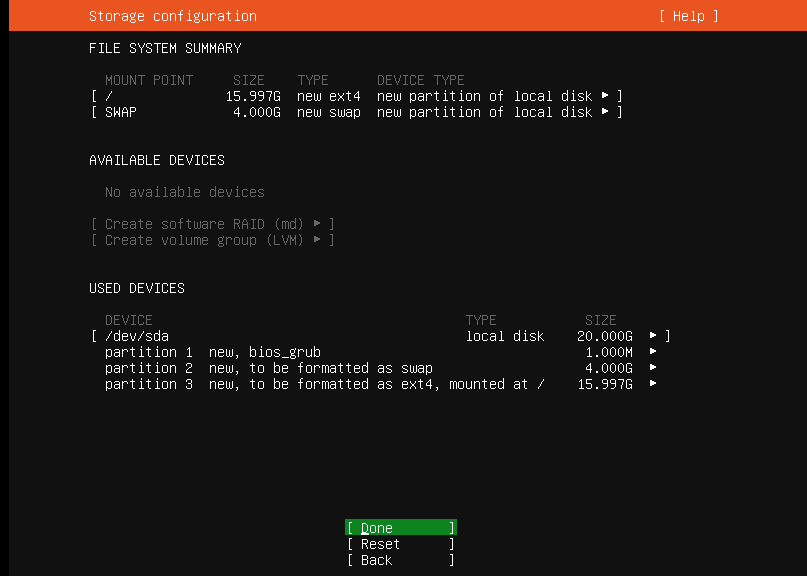 Storage configuration [ Help ]
FILE SYSTEM SUMMARY
MOUNT POINT SIZE TYPE DEVICE TYPE
[ / 15.997G new ext4 new partition of local disk ▸ ]
[ SWAP 4.000G new swap new partition of local disk ▸ ]
AVAILABLE DEVICES
No available devices
[ Create software RAID (md) ▸ ]
[ Create volume group (LVM) ▸ ]
USED DEVICES
DEVICE TYPE SIZE
[ /dev/sda local disk 20.000G ▸ ]
partition 1 new, bios_grub 1.000M ▸
partition 2 new, to be formatted as swap 4.000G ▸
partition 3 new, to be formatted as ext4, mounted at / 15.997G ▸
[ Done ]
[ Reset ]
[ Back ]